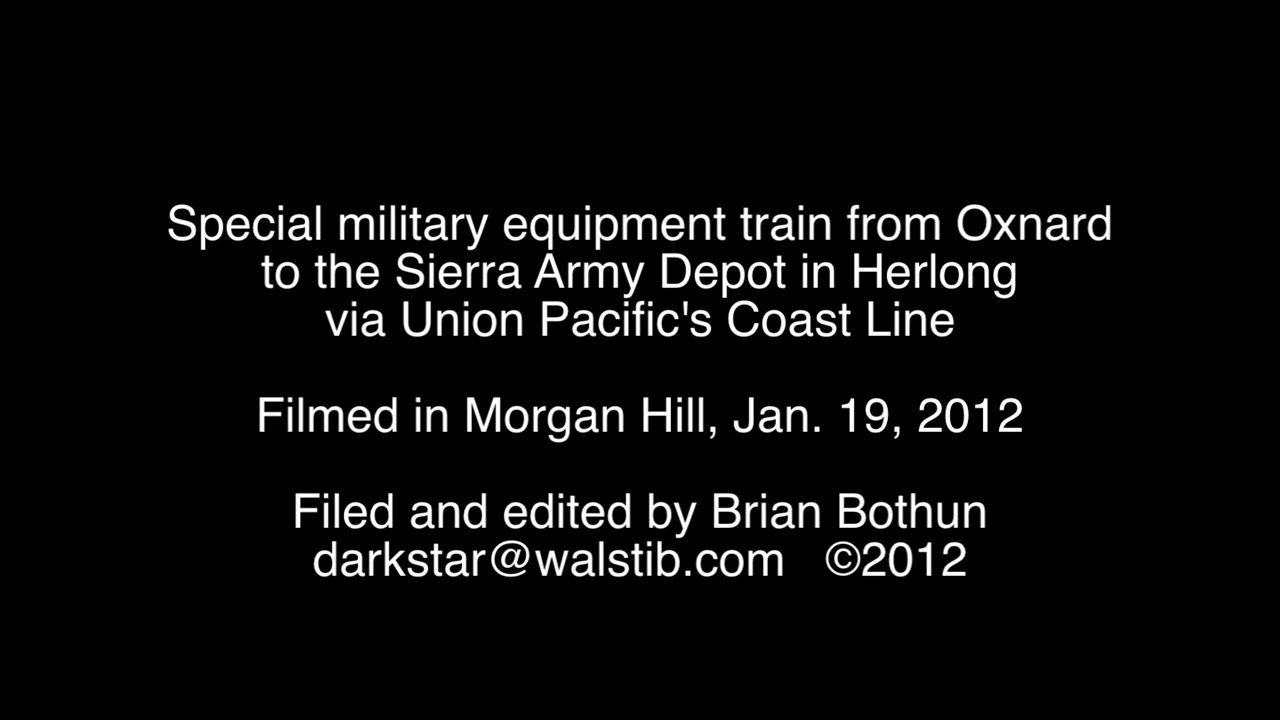 Special military equipment train from Oxnard
to the Sierra Army Depot in Herlong
via Union Pacific's Coast Line
Filmed in Morgan Hill, Jan. 19, 2012
Filed and edited by Brian Bothun
darkstar@walstib.com ©2012